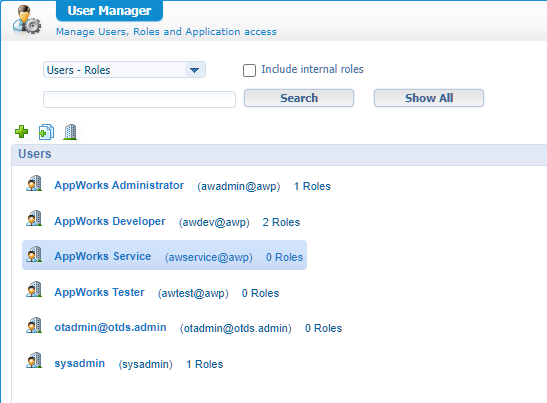 User Manager
Manage Users, Roles and Application access
Users - Roles
Include internal roles
Search
Show All
Users
AppWorks Administrator (awadmin@awp) 1 Roles
AppWorks Developer (awdev@awp) 2 Roles
AppWorks Service (awservice@awp) 0 Roles
AppWorks Tester (awtest@awp) 0 Roles
otadmin@otds.admin (otadmin@otds.admin) 0 Roles
sysadmin (sysadmin) 1 Roles